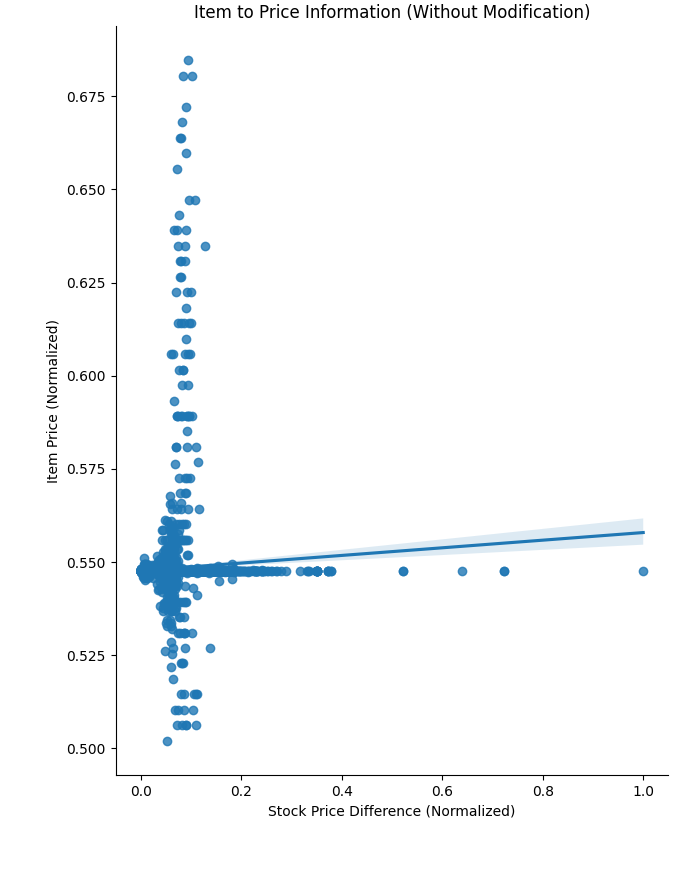 Item to Price Information (Without Modification)
0.675
0.650
0.625
0.600
0.575
0.550
0.525
0.500
Item Price (Normalized)
0.0 0.2 0.4 0.6 0.8 1.0
Stock Price Difference (Normalized)